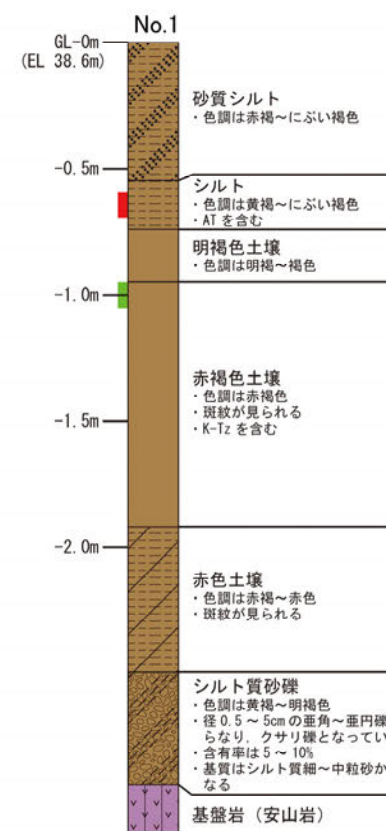 No.1
GL-0m
(EL 38.6m)
砂質シルト
・色調は赤褐～にぶい褐色
-0.5m
シルト
・色調は黄褐～にぶい褐色
・ATを含む
明褐色土壌
・色調は明褐～褐色
-1.0m
赤褐色土壌
・色調は赤褐色
・斑紋が見られる
・K-Tzを含む
-1.5m
-2.0m
赤色土壌
・色調は赤褐～赤色
・斑紋が見られる
シルト質砂礫
・色調は黄褐～明褐色
・径 0.5 ～ 5cm の亜角～亜円礫
らなり，クサリ礫となってい
・含有率は 5 ～ 10%
・基質はシルト質細～中粒砂か
なる
基盤岩（安山岩）